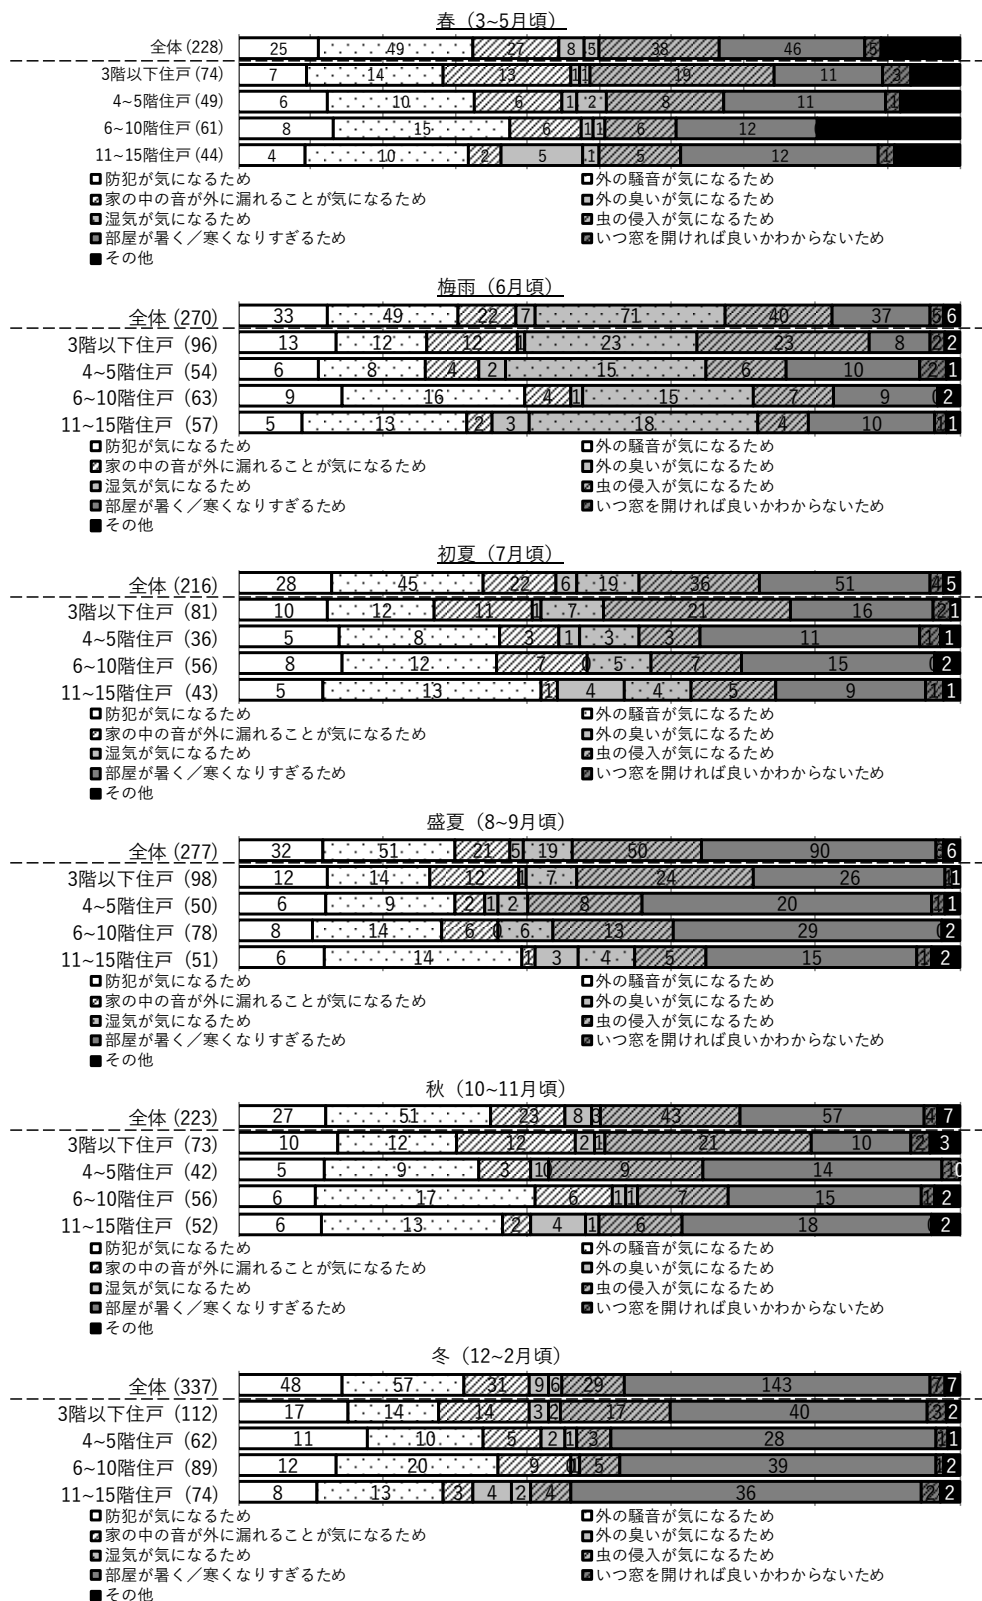 春（3~5月頃）
全体 (228) 25 49 27 8 5 38 46 5
3階以下住戸 (74) 7 14 13 1 1 19 11 3
4~5階住戸 (49) 6 10 6 1 2 8 11 1
6~10階住戸 (61) 8 15 6 1 1 6 12
11~15階住戸 (44) 4 10 2 5 1 5 12 1
防犯が気になるため 外の騒音が気になるため
家の中の音が外に漏れることが気になるため 外の臭いが気になるため
湿気が気になるため 虫の侵入が気になるため
部屋が暑く／寒くなりすぎるため いつ窓を開ければ良いかわからないため
その他
梅雨（6月頃）
全体 (270) 33 49 22 7 71 40 37 6
3階以下住戸 (96) 13 12 12 1 23 23 8 2 2
4~5階住戸 (54) 6 8 4 2 15 6 10 2 1
6~10階住戸 (63) 9 16 4 1 15 7 9 0 2
11~15階住戸 (57) 5 13 2 3 18 4 10 1 1
防犯が気になるため 外の騒音が気になるため
家の中の音が外に漏れることが気になるため 外の臭いが気になるため
湿気が気になるため 虫の侵入が気になるため
部屋が暑く／寒くなりすぎるため いつ窓を開ければ良いかわからないため
その他
初夏（7月頃）
全体 (216) 28 45 22 6 19 36 51 4 5
3階以下住戸 (81) 10 12 11 1 7 21 16 2 1
4~5階住戸 (36) 5 8 3 1 3 3 11 1 1
6~10階住戸 (56) 8 12 7 0 5 7 15 0 2
11~15階住戸 (43) 5 13 1 4 4 5 9 1 1
防犯が気になるため 外の騒音が気になるため
家の中の音が外に漏れることが気になるため 外の臭いが気になるため
湿気が気になるため 虫の侵入が気になるため
部屋が暑く／寒くなりすぎるため いつ窓を開ければ良いかわからないため
その他
盛夏（8~9月頃）
全体 (277) 32 51 21 5 19 50 90 6
3階以下住戸 (98) 12 14 12 1 7 24 26 1 1
4~5階住戸 (50) 6 9 2 1 2 8 20 1 1
6~10階住戸 (78) 8 14 6 0 6 13 29 0 2
11~15階住戸 (51) 6 14 1 3 4 5 15 1 2
防犯が気になるため 外の騒音が気になるため
家の中の音が外に漏れることが気になるため 外の臭いが気になるため
湿気が気になるため 虫の侵入が気になるため
部屋が暑く／寒くなりすぎるため いつ窓を開ければ良いかわからないため
その他
秋（10~11月頃）
全体 (223) 27 51 23 8 3 43 57 4 7
3階以下住戸 (73) 10 12 12 2 1 21 10 2 3
4~5階住戸 (42) 5 9 3 1 0 9 14 1 0
6~10階住戸 (56) 6 17 6 1 1 7 15 1 2
11~15階住戸 (52) 6 13 2 4 1 6 18 0 2
防犯が気になるため 外の騒音が気になるため
家の中の音が外に漏れることが気になるため 外の臭いが気になるため
湿気が気になるため 虫の侵入が気になるため
部屋が暑く／寒くなりすぎるため いつ窓を開ければ良いかわからないため
その他
冬（12~2月頃）
全体 (337) 48 57 31 9 6 29 143 7 7
3階以下住戸 (112) 17 14 14 3 2 17 40 3 2
4~5階住戸 (62) 11 10 5 2 1 3 28 1 1
6~10階住戸 (89) 12 20 9 0 1 5 39 1 2
11~15階住戸 (74) 8 13 3 4 2 4 36 2 2
防犯が気になるため 外の騒音が気になるため
家の中の音が外に漏れることが気になるため 外の臭いが気になるため
湿気が気になるため 虫の侵入が気になるため
部屋が暑く／寒くなりすぎるため いつ窓を開ければ良いかわからないため
その他